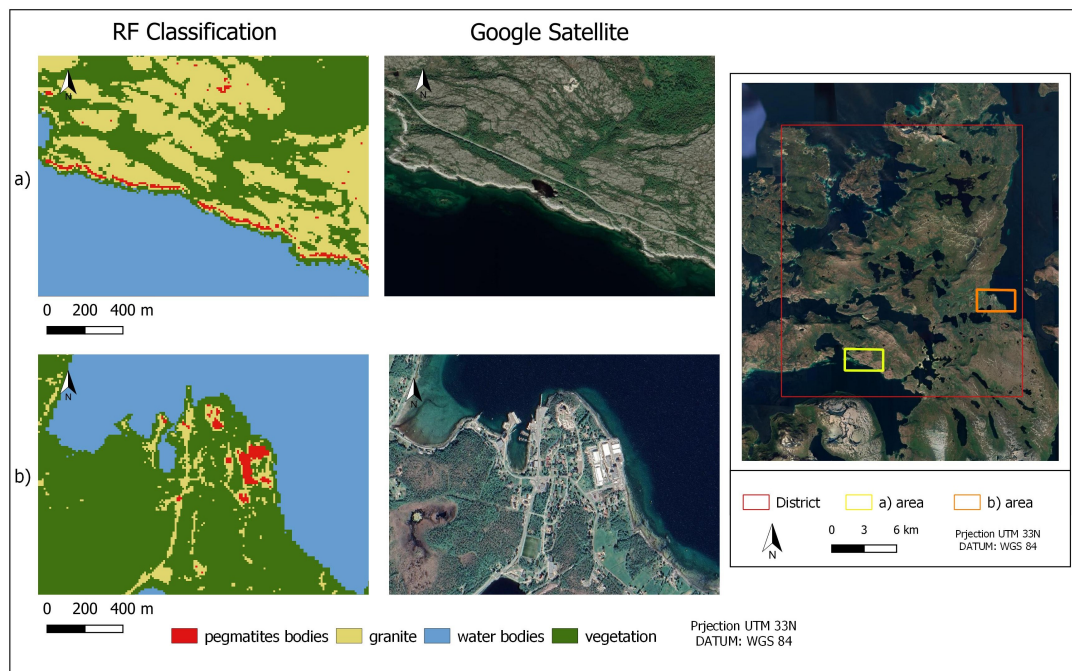 RF Classification
Google Satellite
N
N
a)
0 200 400 m
N
N
b)
0 200 400 m
pegmatites bodies granite water bodies vegetation
Prjection UTM 33N
DATUM: WGS 84
District a) area b) area
N
0 3 6 km
Prjection UTM 33N
DATUM: WGS 84